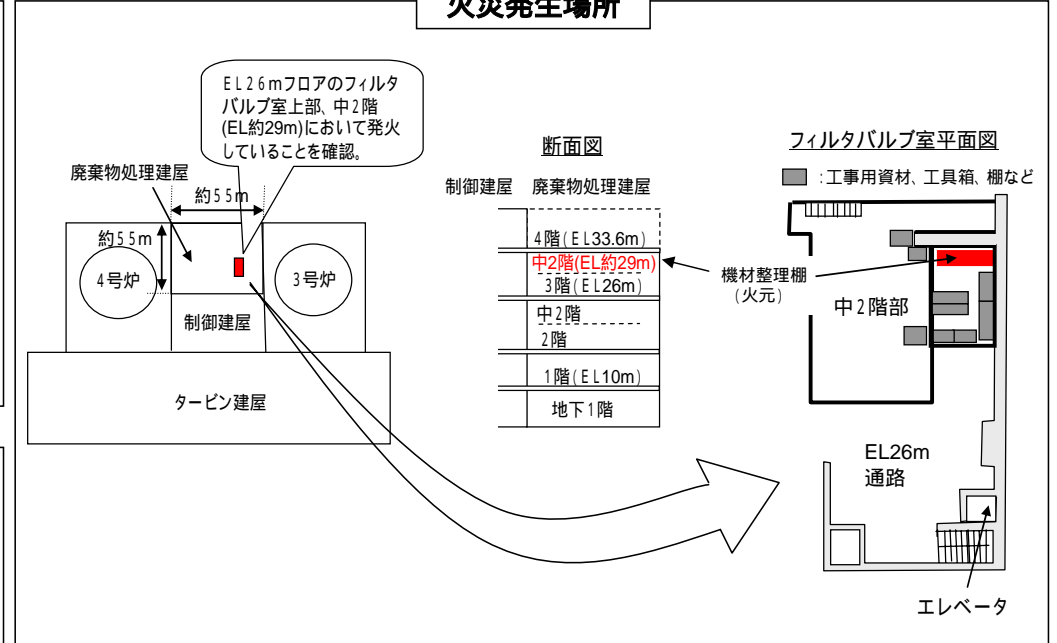 火災発生場所
EL26mフロアのフィルタ
バルブ室上部、中2階
(EL約29m)において発火
していることを確認。
廃棄物処理建屋
約55m
約55m
4号炉
3号炉
制御建屋
タービン建屋
断面図
制御建屋 廃棄物処理建屋
4階(EL33.6m)
中2階(EL約29m)
3階(EL26m)
中2階
2階
1階(EL10m)
地下1階
フィルタバルブ室平面図
:工事用資材、工具箱、棚など
機材整理棚
(火元)
中2階部
EL26m
通路
エレベータ